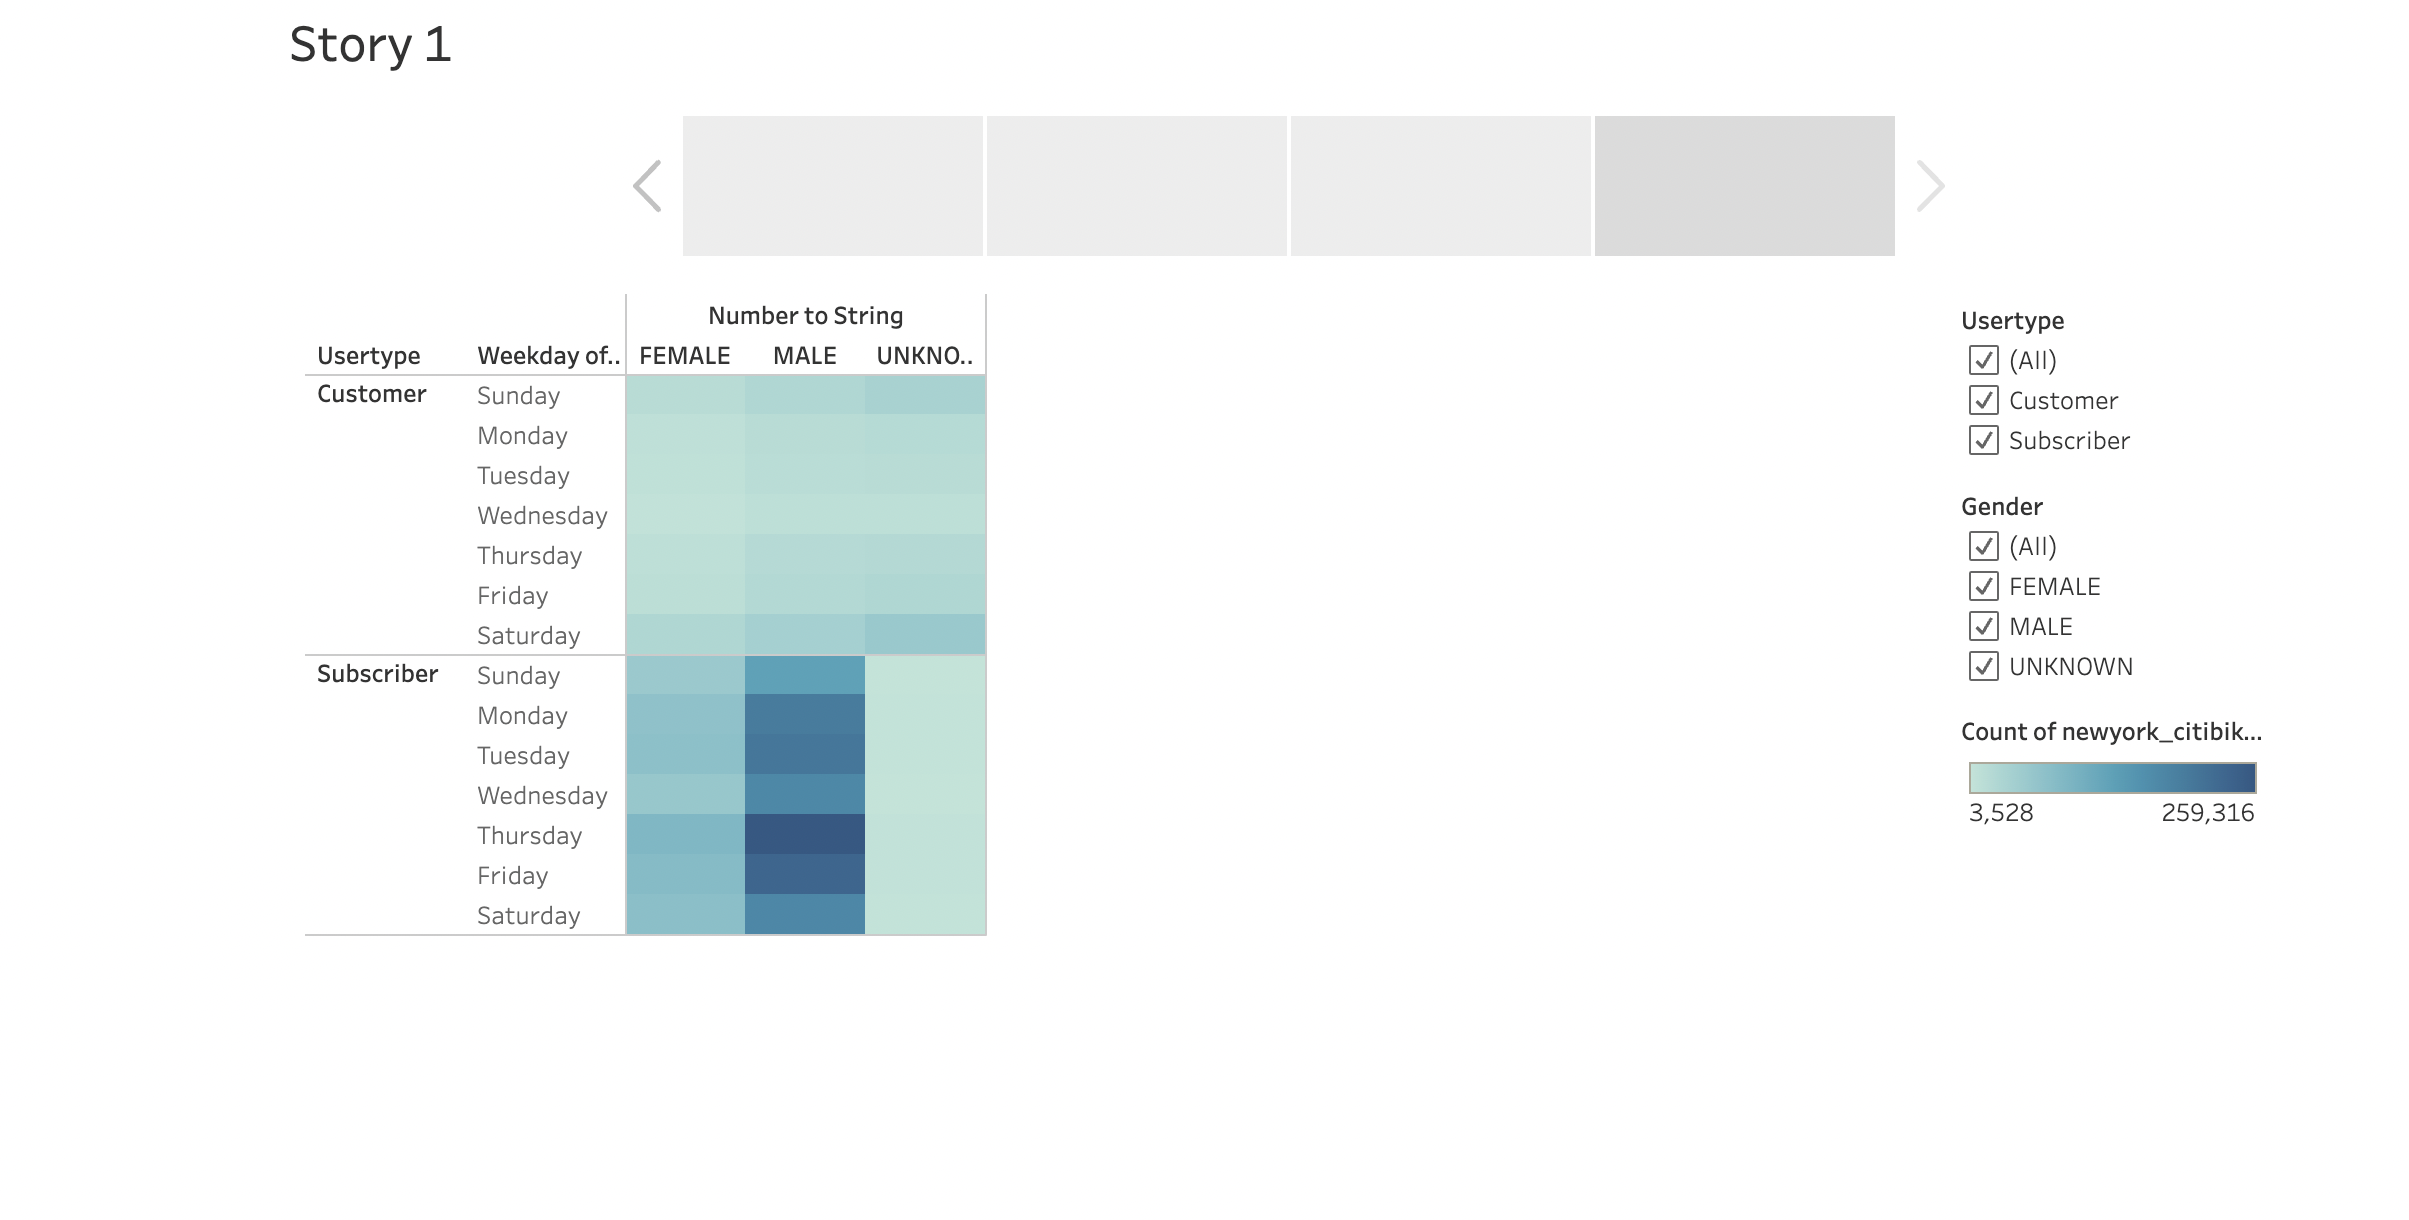 Story 1
Number to String
Usertype Weekday of.. FEMALE MALE UNKNO..
Customer Sunday
Monday
Tuesday
Wednesday
Thursday
Friday
Saturday
Subscriber Sunday
Monday
Tuesday
Wednesday
Thursday
Friday
Saturday
Usertype
(All)
Customer
Subscriber
Gender
(All)
FEMALE
MALE
UNKNOWN
Count of newyork_citibik...
3,528 259,316